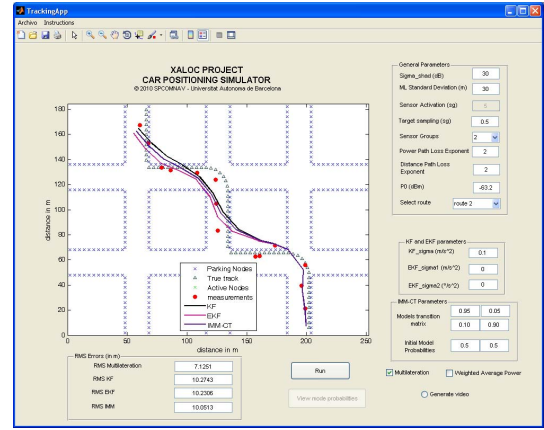 TrackingApp
Archivo Instructions
XALOC PROJECT
CAR POSITIONING SIMULATOR
© 2010 SPCOMNAV - Universitat Autonoma de Barcelona
180
160
140
120
100
80
60
40
20
0
0 50 100 150 200 250
distance in m
distance in m
Parking Nodes
True track
Active Nodes
measurements
KF
EKF
IMM-CT
General Parameters
Sigma_shad (dB) 30
ML Standard Deviation (m) 30
Sensor Activation (sg) 5
Target sampling (sg) 0.5
Sensor Groups 2
Power Path Loss Exponent 2
Distance Path Loss
Exponent 2
P0 (dBm) -63.2
Select route route 2
KF and EKF parameters
KF_sigma (m/s^2) 0.1
EKF_sigma1 (m/s^2) 0
EKF_sigma2 (º/s^2) 0
IMM-CT Parameters
Models transition
matrix
0.95 0.05
0.10 0.90
Initial Model
Probabilities
0.5 0.5
Multilateration
Weighted Average Power
Generate video
RMS Errors (in m)
RMS Multilateration 7.1251
RMS KF 10.2743
RMS EKF 10.2306
RMS IMM 10.0513
Run
View mode probabilities